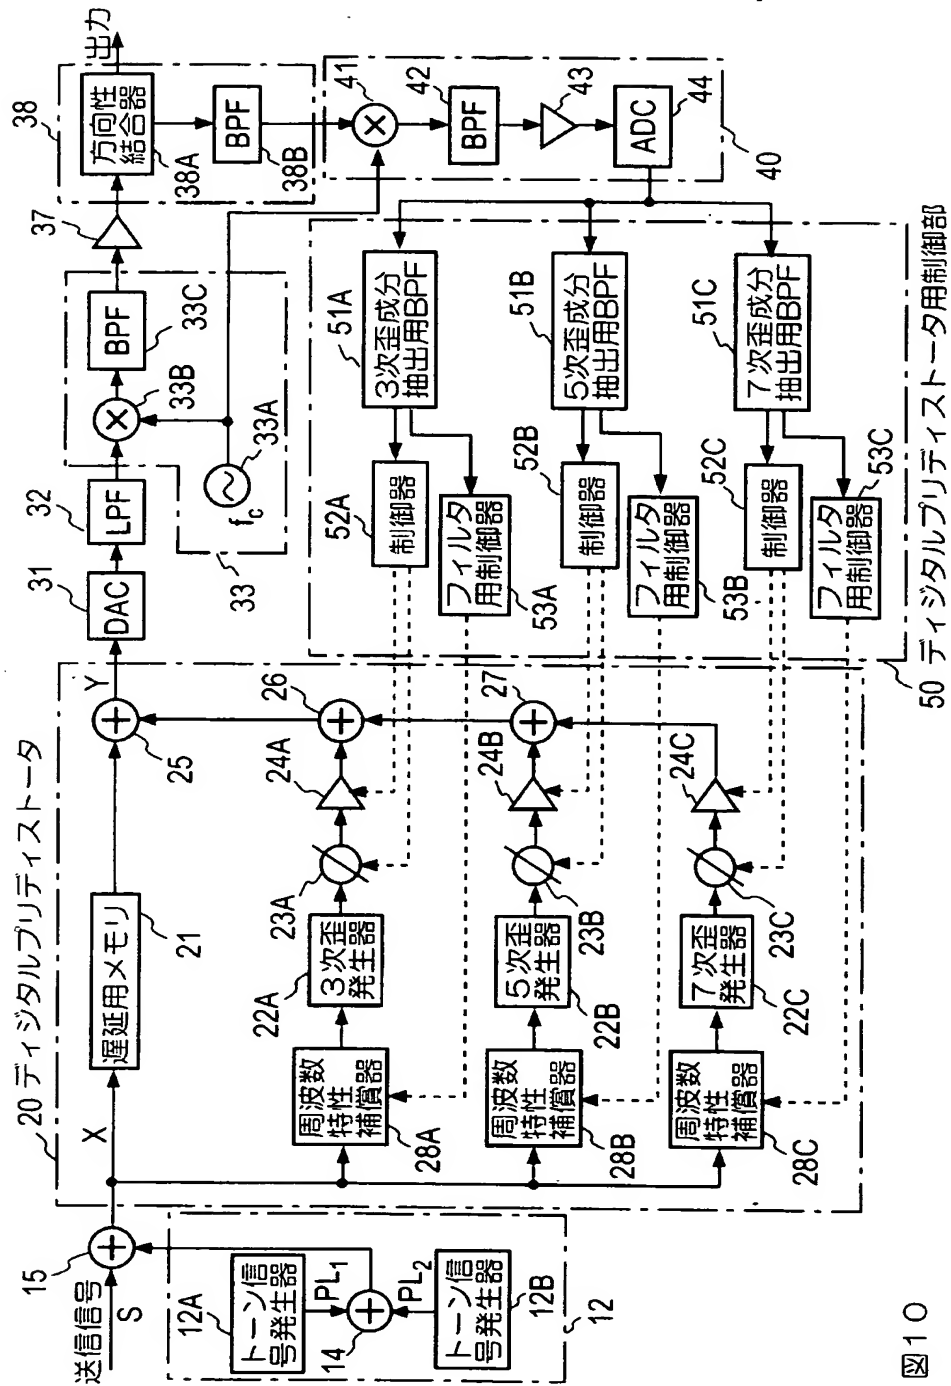 送信信号
S
15
12A
トーン信
号発生器
PL1
14
PL2
トーン信
号発生器
12B
12
20 ディジタルプリディストータ
X
遅延用メモリ
21
25
Y
周波数
特性
補償器
28A
22A
3次歪
発生器
23A
24A
26
周波数
特性
補償器
28B
5次歪
発生器
22B
23B
24B
27
周波数
特性
補償器
28C
7次歪
発生器
22C
23C
24C
31
DAC
32
LPF
33
33B
BPF
33C
33A
fc
37
38
方向性
結合器
38A
BPF
38B
出力
41
42
BPF
43
ADC
44
40
51A
3次歪成分
抽出用BPF
52A
制御器
フィルタ
用制御器
53A
51B
5次歪成分
抽出用BPF
52B
制御器
フィルタ
用制御器
53B
51C
7次歪成分
抽出用BPF
52C
制御器
フィルタ
用制御器
53C
50 ディジタルプリディストータ用制御部
図10